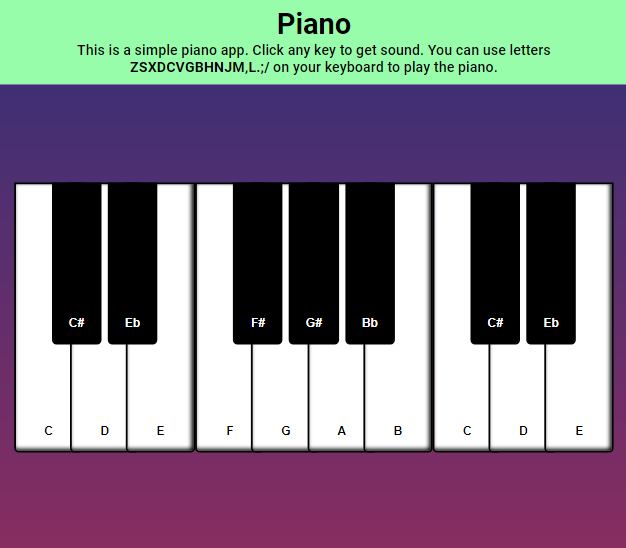 Piano
This is a simple piano app. Click any key to get sound. You can use letters
ZSXDCVGBHNJM,L.;/ on your keyboard to play the piano.
C# Eb F# G# Bb C# Eb
C D E F G A B C D E